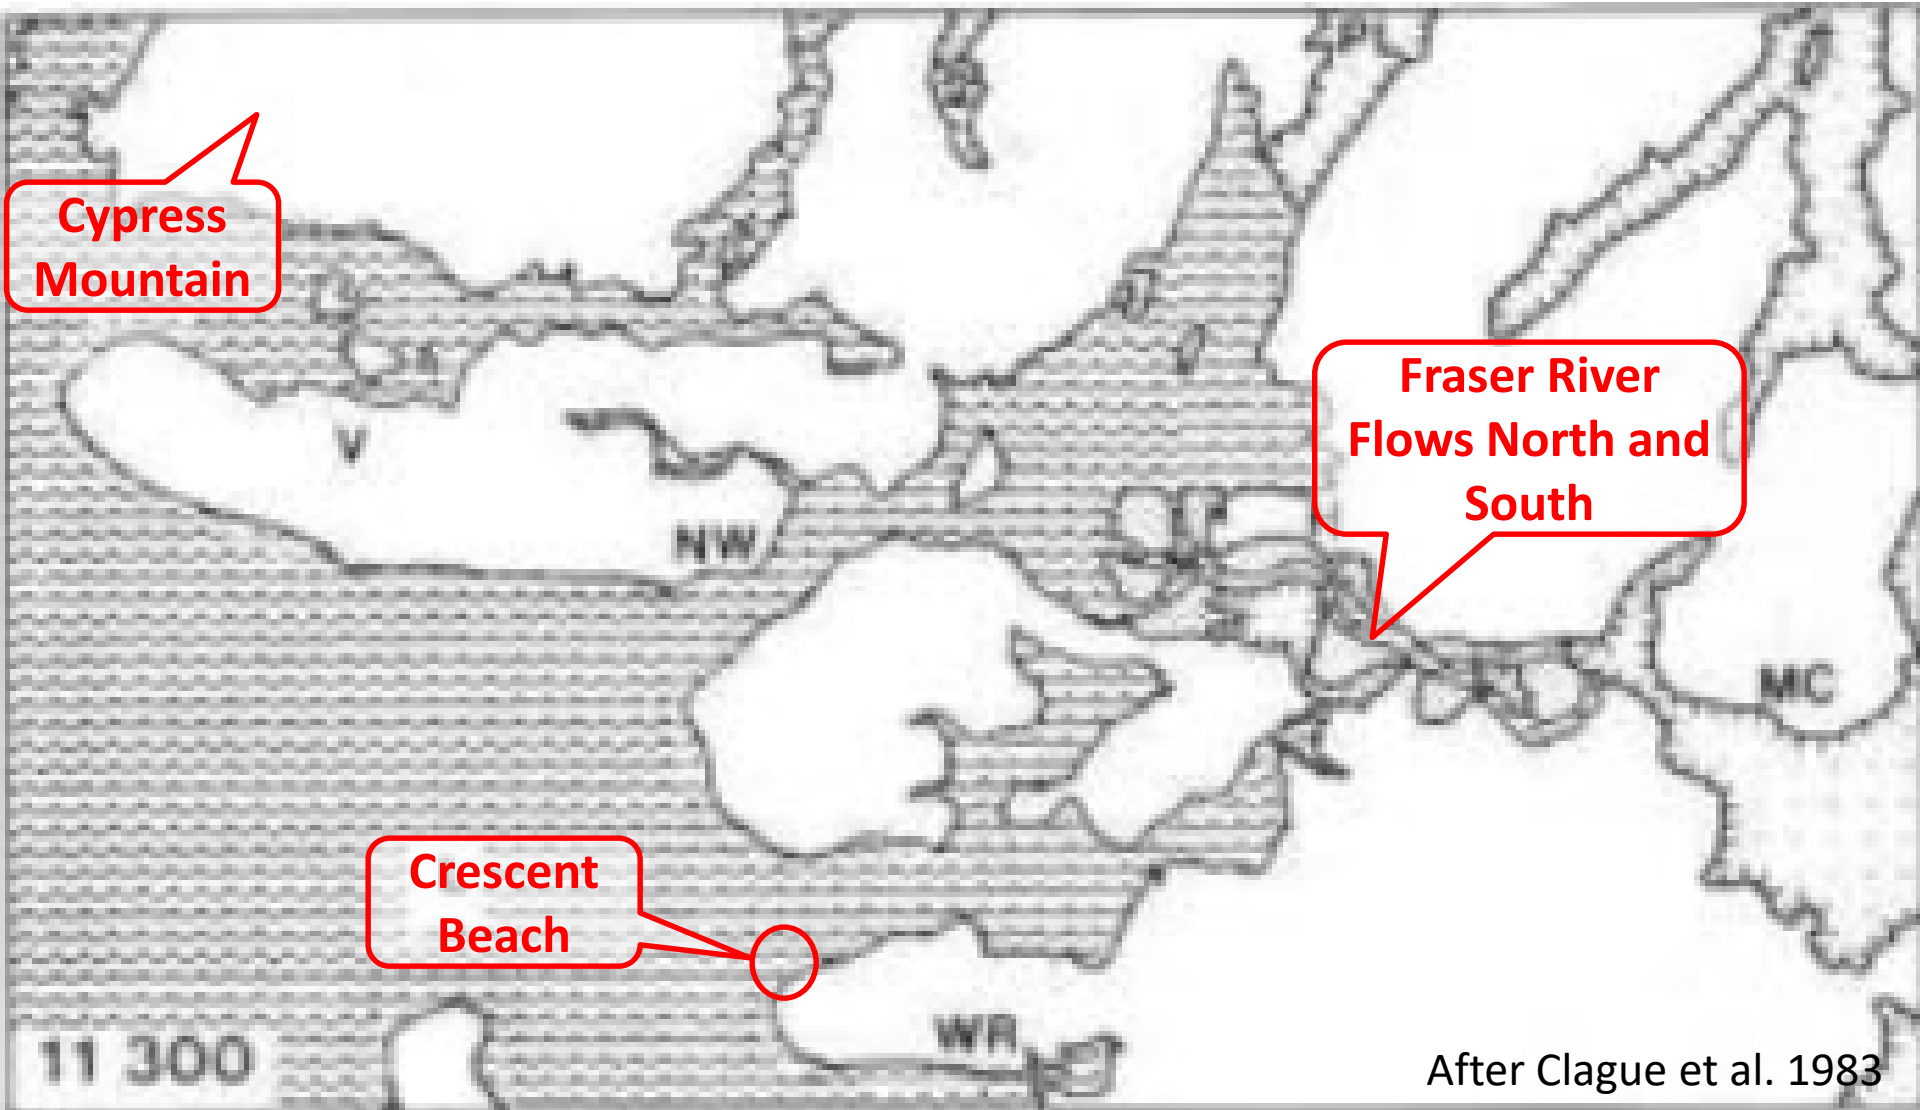 Cypress
Mountain
Fraser River
Flows North and
South
V
NW
MC
Crescent
Beach
WR
11 300
After Clague et al. 1983